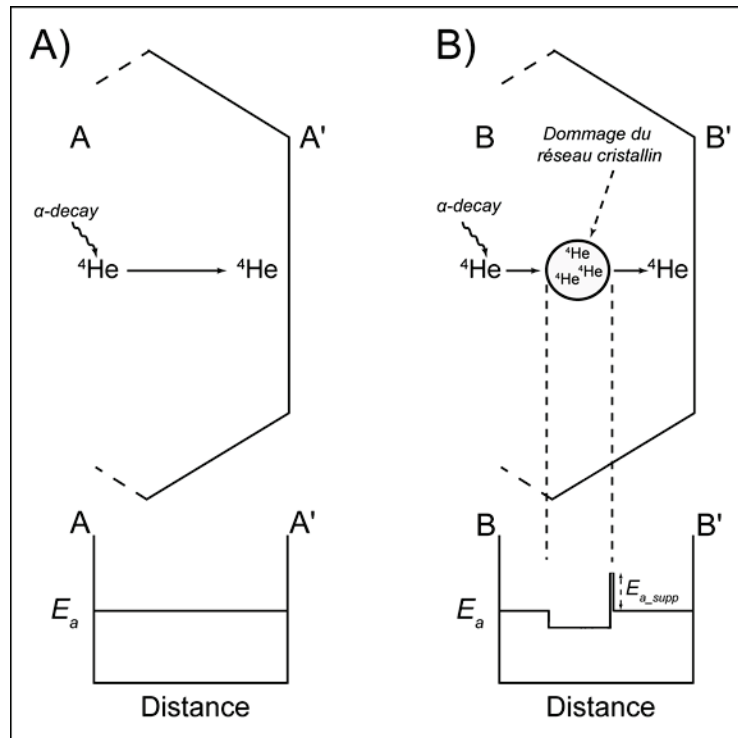 A)
A
A'
α-decay
⁴He
⁴He
A
A'
Eₐ
Distance
B)
B
B'
Dommage du
réseau cristallin
α-decay
⁴He
⁴He
⁴He⁴He
⁴He
B
B'
Eₐ
Eₐ_supp
Distance